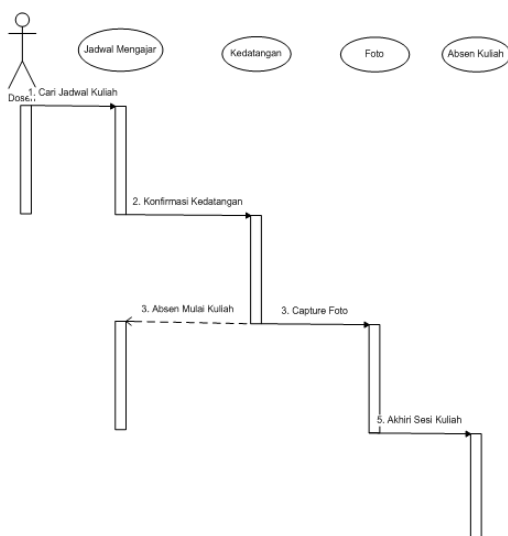 Jadwal Mengajar
Kedatangan
Foto
Absen Kuliah
Dosen
1. Cari Jadwal Kuliah
2. Konfirmasi Kedatangan
3. Absen Mulai Kuliah
3. Capture Foto
5. Akhiri Sesi Kuliah